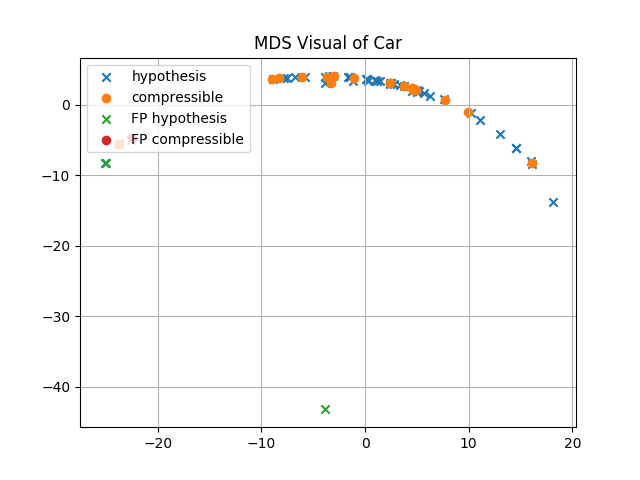 MDS Visual of Car
hypothesis
compressible
FP hypothesis
FP compressible
0
−10
−20
−30
−40
−20
−10
0
10
20